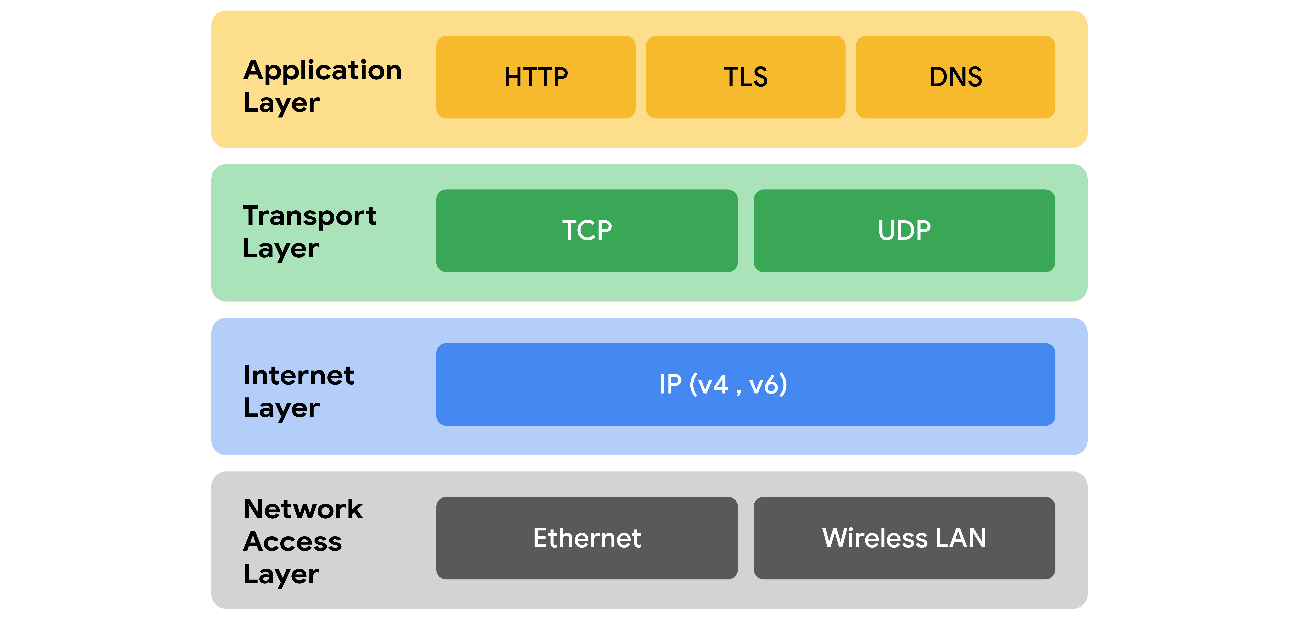 Application
Layer
HTTP
TLS
DNS
Transport
Layer
TCP
UDP
Internet
Layer
IP (v4 , v6)
Network
Access
Layer
Ethernet
Wireless LAN